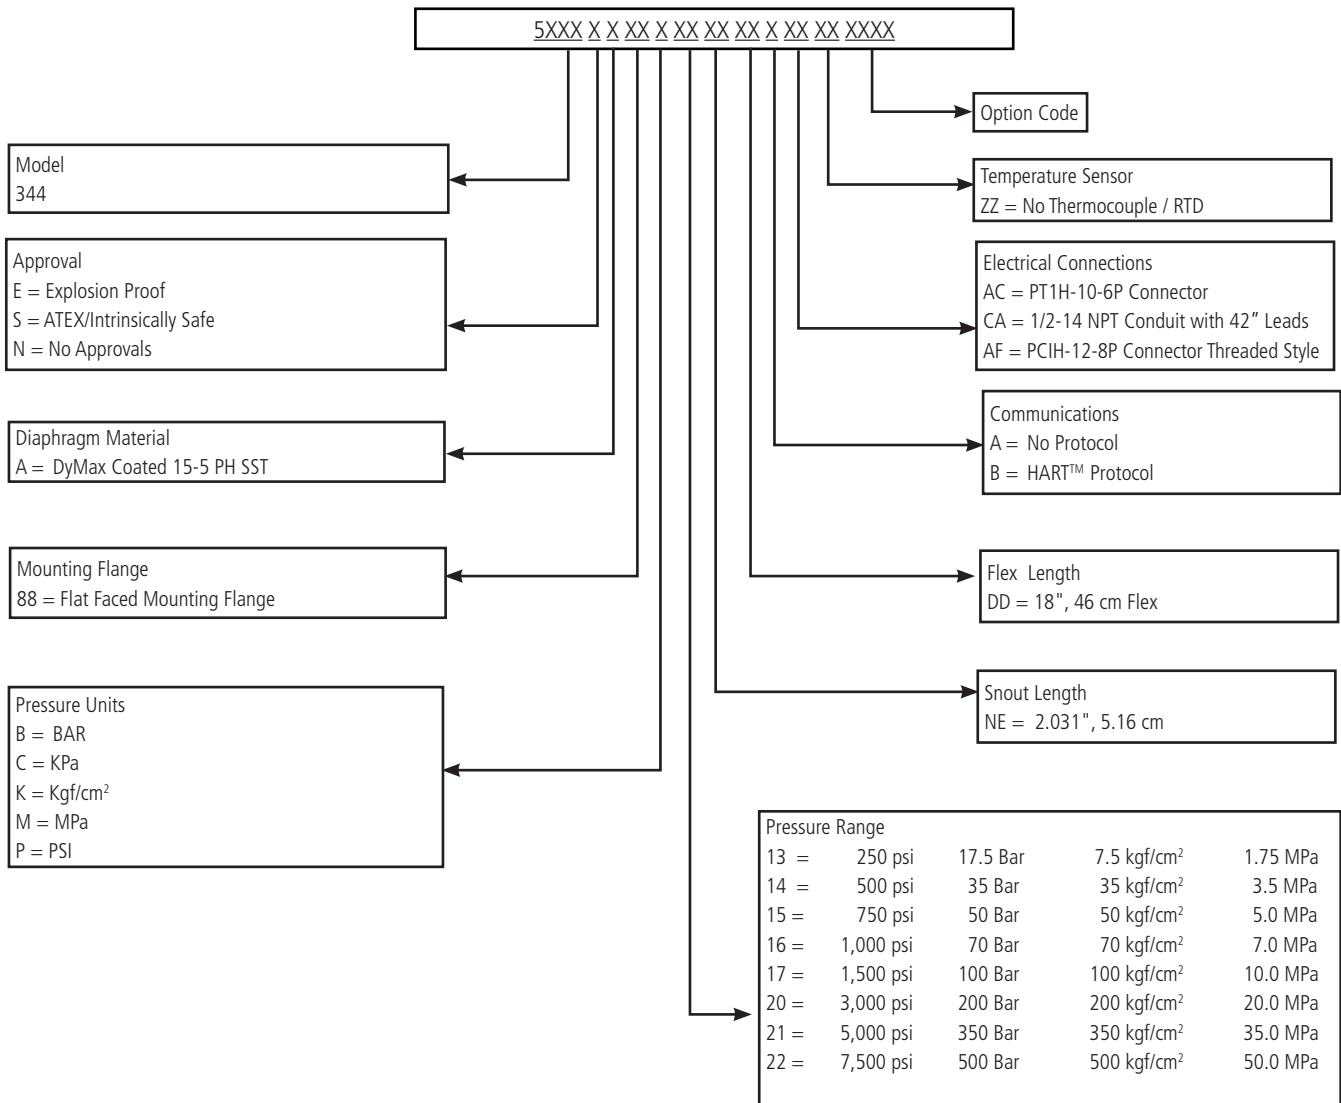 5XXX X X XX X XX XX XX X XX XX XXXX
Option Code
Model
344
Temperature Sensor
ZZ = No Thermocouple / RTD
Approval
E = Explosion Proof
S = ATEX/Intrinsically Safe
N = No Approvals
Electrical Connections
AC = PT1H-10-6P Connector
CA = 1/2-14 NPT Conduit with 42" Leads
AF = PCIH-12-8P Connector Threaded Style
Diaphragm Material
A = DyMax Coated 15-5 PH SST
Communications
A = No Protocol
B = HART™ Protocol
Mounting Flange
88 = Flat Faced Mounting Flange
Flex Length
DD = 18", 46 cm Flex
Snout Length
NE = 2.031", 5.16 cm
Pressure Units
B = BAR
C = KPa
K = Kgf/cm²
M = MPa
P = PSI
Pressure Range
13 = 250 psi 17.5 Bar 7.5 kgf/cm² 1.75 MPa
14 = 500 psi 35 Bar 35 kgf/cm² 3.5 MPa
15 = 750 psi 50 Bar 50 kgf/cm² 5.0 MPa
16 = 1,000 psi 70 Bar 70 kgf/cm² 7.0 MPa
17 = 1,500 psi 100 Bar 100 kgf/cm² 10.0 MPa
20 = 3,000 psi 200 Bar 200 kgf/cm² 20.0 MPa
21 = 5,000 psi 350 Bar 350 kgf/cm² 35.0 MPa
22 = 7,500 psi 500 Bar 500 kgf/cm² 50.0 MPa